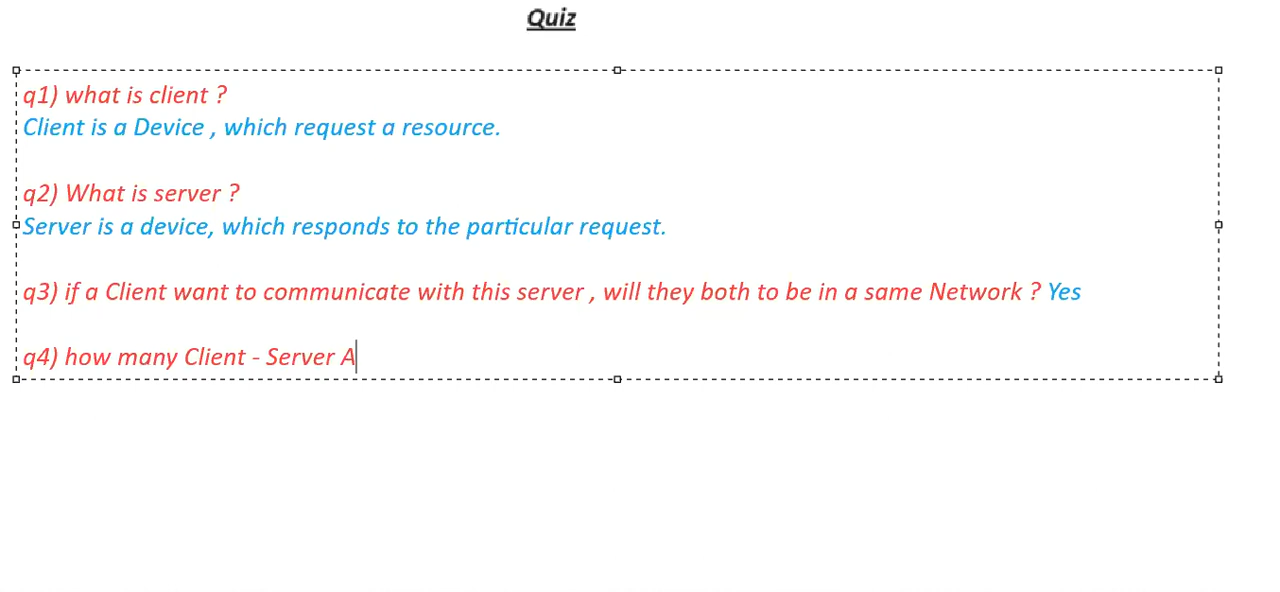 Quiz
q1) what is client ?
Client is a Device , which request a resource.
q2) What is server ?
Server is a device, which responds to the particular request.
q3) if a Client want to communicate with this server , will they both to be in a same Network ? Yes
q4) how many Client - Server A